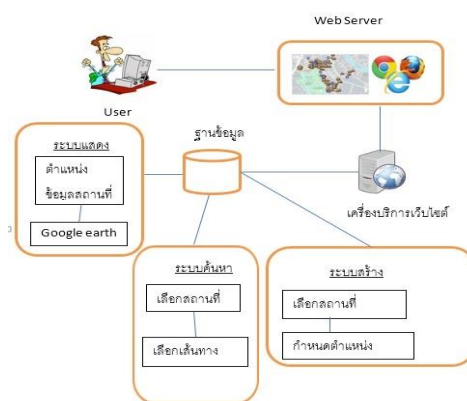 Web Server
User
ฐานข้อมูล
ระบบแสดง
ตำแหน่ง
ข้อมูลสถานที่
Google earth
เครื่องบริการเว็บไซต์
ระบบค้นหา
เลือกสถานที่
เลือกเส้นทาง
ระบบสร้าง
เลือกสถานที่
กำหนดตำแหน่ง